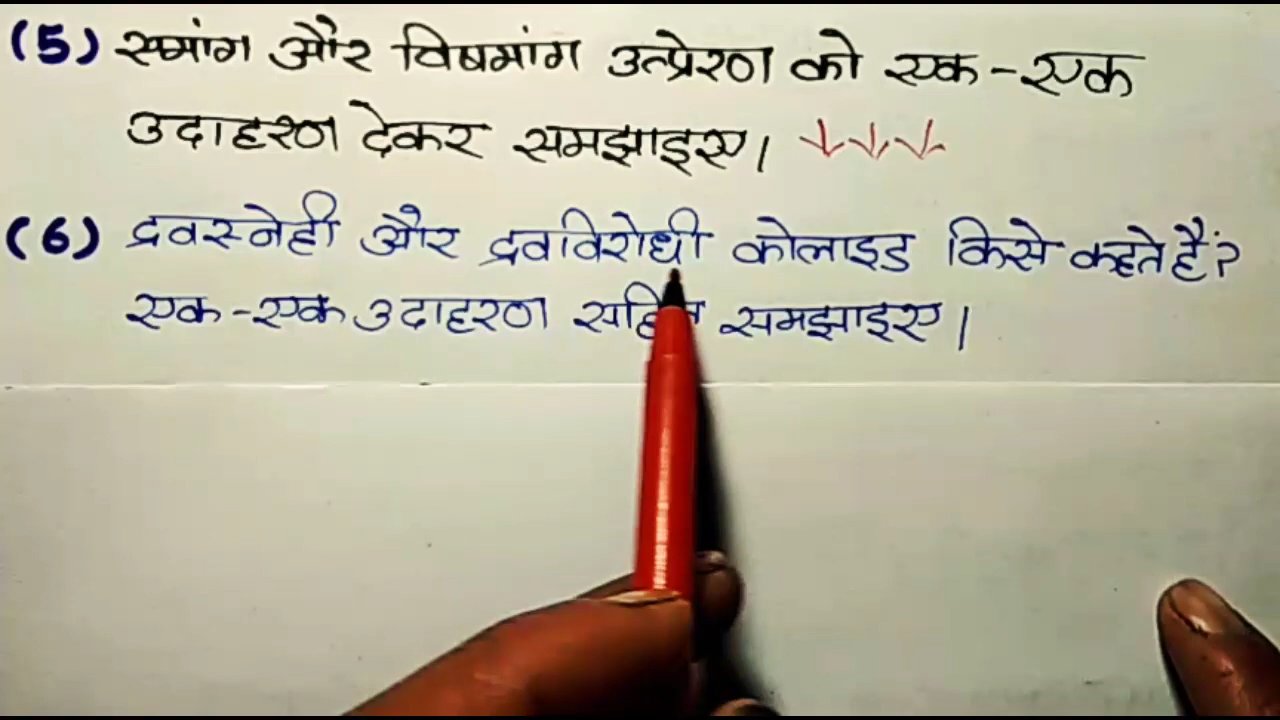 (5) समांग और विषमांग उत्प्रेरण को एक-एक
उदाहरण देकर समझाइए।
(6) द्रवस्नेही और द्रवविरोधी कोलाइड किसे कहते हैं?
एक-एक उदाहरण सहित समझाइए।